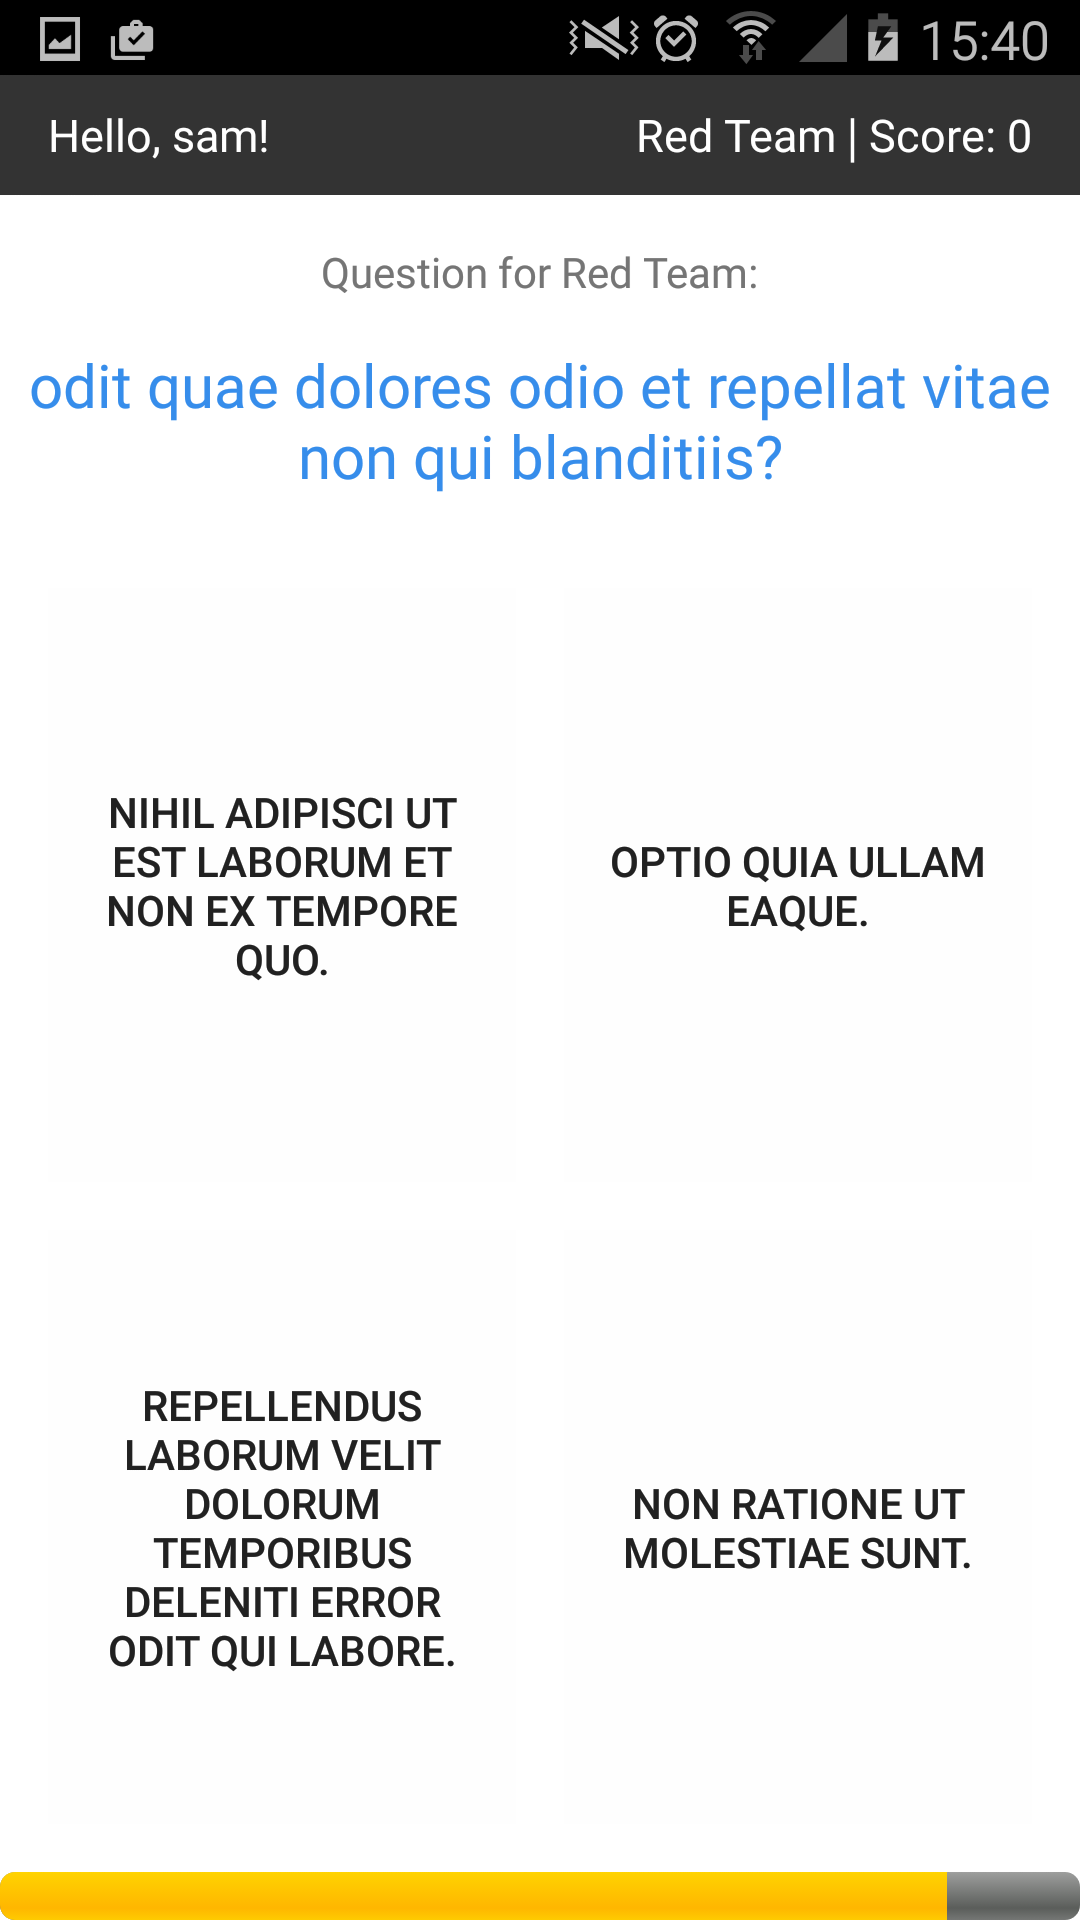 15:40
Hello, sam!
Red Team | Score: 0
Question for Red Team:
odit quae dolores odio et repellat vitae
non qui blanditiis?
NIHIL ADIPISCI UT
EST LABORUM ET
NON EX TEMPORE
QUO.
OPTIO QUIA ULLAM
EAQUE.
REPELLENDUS
LABORUM VELIT
DOLORUM
TEMPORIBUS
DELENITI ERROR
ODIT QUI LABORE.
NON RATIONE UT
MOLESTIAE SUNT.